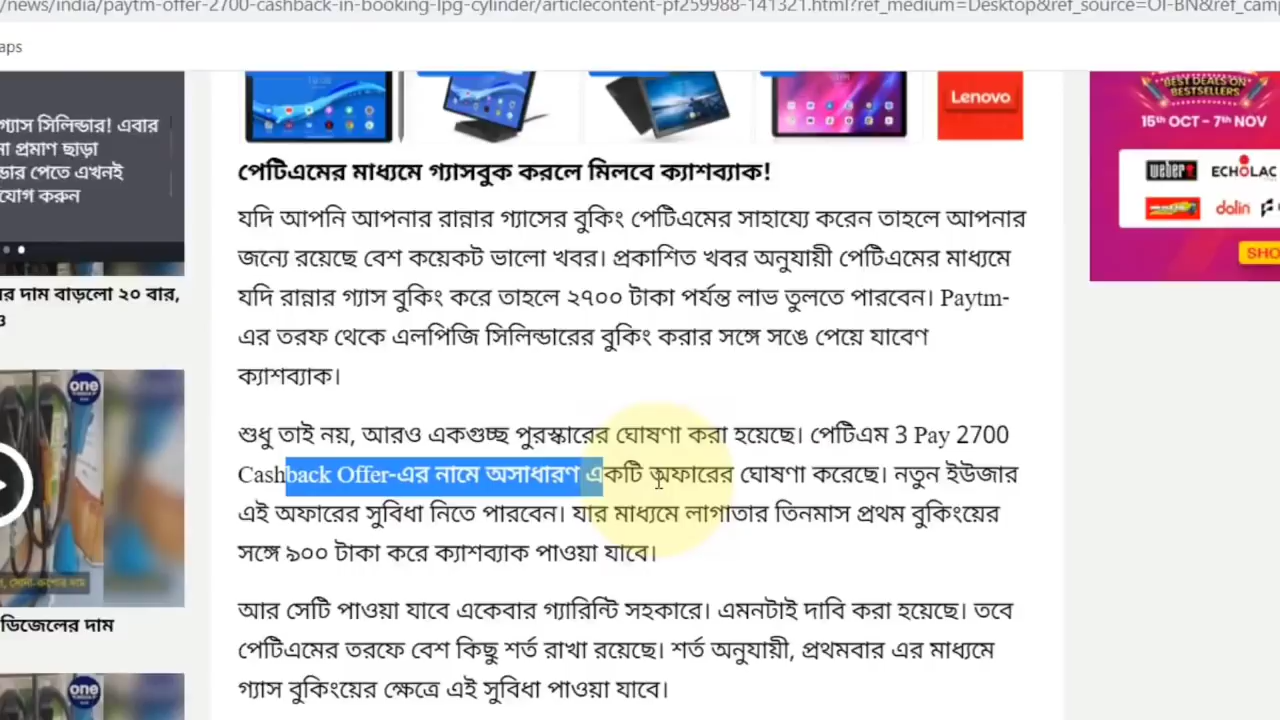 /news/india/paytm-offer-2700-cashback-in-booking-lpg-cylinder/articlecontent-pf259988-141321.html?ref_medium=Desktop&ref_source=OI-BN&ref_camp
aps
গ্যাস সিলিন্ডার! এবার
না প্রমাণ ছাড়া
ডার পেতে এখনই
যোগ করুন
র দাম বাড়লো ২০ বার,
ও
one
ডিজেলের দাম
one
Lenovo
পেটিএমের মাধ্যমে গ্যাসবুক করলে মিলবে ক্যাশব্যাক!
যদি আপনি আপনার রান্নার গ্যাসের বুকিং পেটিএমের সাহায্যে করেন তাহলে আপনার
জন্যে রয়েছে বেশ কয়েকট ভালো খবর। প্রকাশিত খবর অনুযায়ী পেটিএমের মাধ্যমে
যদি রান্নার গ্যাস বুকিং করে তাহলে ২৭০০ টাকা পর্যন্ত লাভ তুলতে পারবেন। Paytm-
এর তরফ থেকে এলপিজি সিলিন্ডারের বুকিং করার সঙ্গে সঙে পেয়ে যাবেণ
ক্যাশব্যাক।
শুধু তাই নয়, আরও একগুচ্ছ পুরস্কারের ঘোষণা করা হয়েছে। পেটিএম 3 Pay 2700
Cashback Offer-এর নামে অসাধারণ একটি অফারের ঘোষণা করেছে। নতুন ইউজার
এই অফারের সুবিধা নিতে পারবেন। যার মাধ্যমে লাগাতার তিনমাস প্রথম বুকিংয়ের
সঙ্গে ৯০০ টাকা করে ক্যাশব্যাক পাওয়া যাবে।
আর সেটি পাওয়া যাবে একেবার গ্যারিন্টি সহকারে। এমনটাই দাবি করা হয়েছে। তবে
পেটিএমের তরফে বেশ কিছু শর্ত রাখা রয়েছে। শর্ত অনুযায়ী, প্রথমবার এর মাধ্যমে
গ্যাস বুকিংয়ের ক্ষেত্রে এই সুবিধা পাওয়া যাবে।
BEST DEALS ON
BESTSELLERS
15TH OCT - 7TH NOV
weber ECHOLAC
dolin
SHO